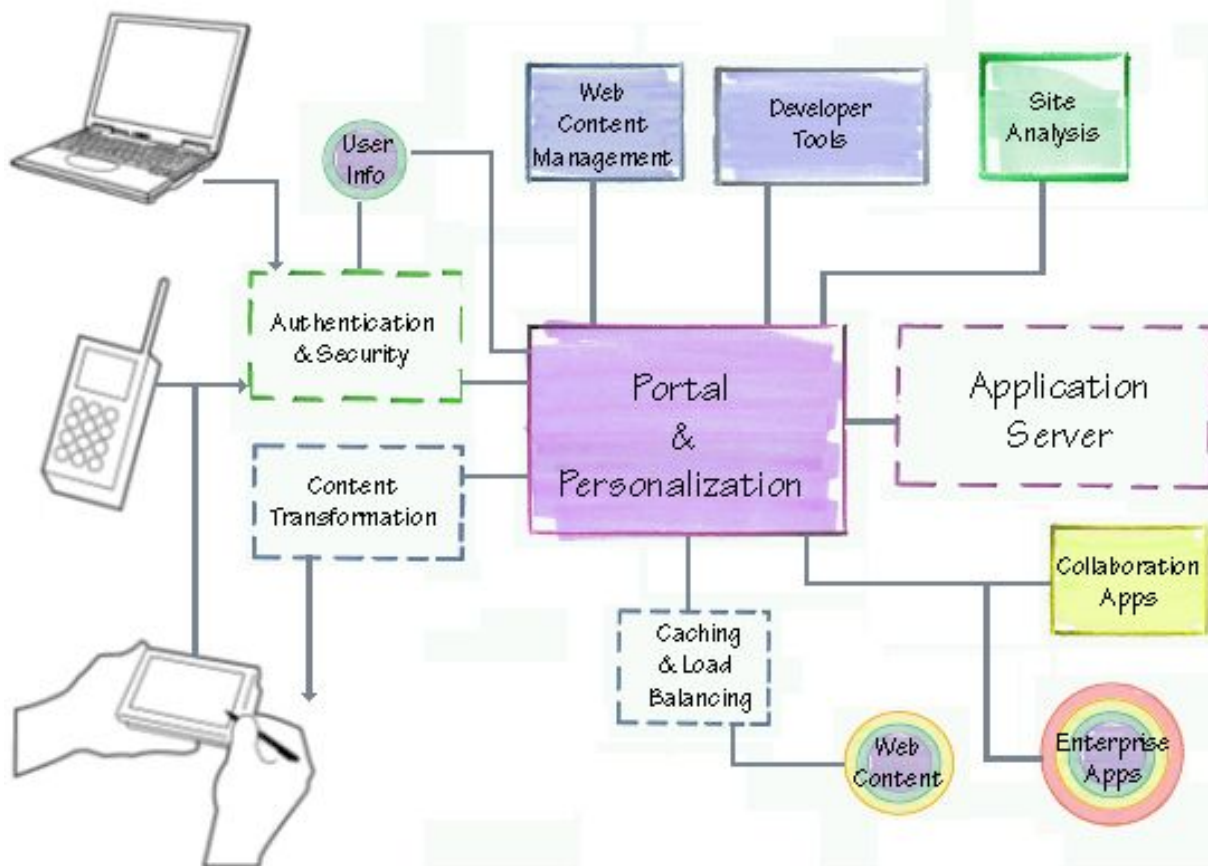 Web
Content
Management
Developer
Tools
Site
Analysis
User
Info
Authentication
& Security
Portal
&
Personalization
Application
Server
Content
Transformation
Collaboration
Apps
Caching
& Load
Balancing
Web
Content
Enterprise
Apps